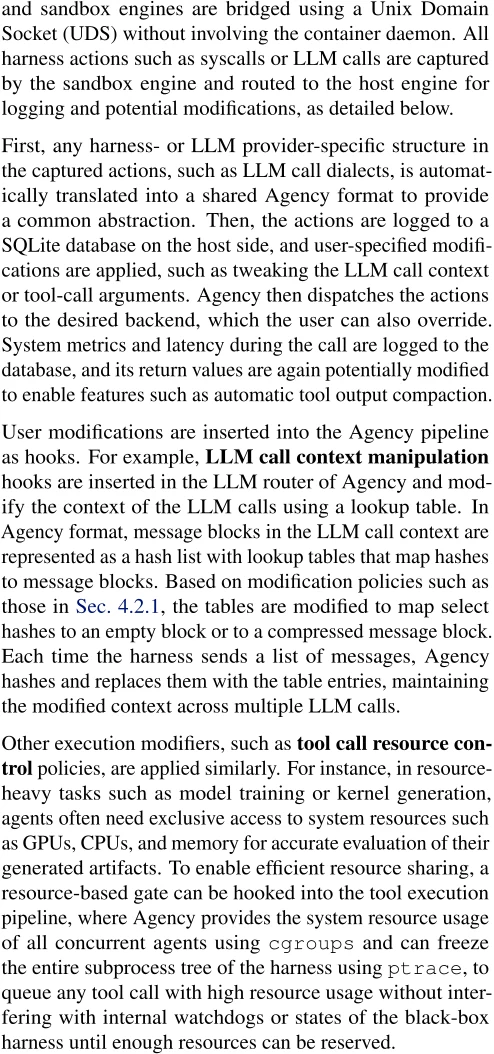 and sandbox engines are bridged using a Unix Domain
Socket (UDS) without involving the container daemon. All
harness actions such as syscalls or LLM calls are captured
by the sandbox engine and routed to the host engine for
logging and potential modifications, as detailed below.
First, any harness- or LLM provider-specific structure in
the captured actions, such as LLM call dialects, is automat-
ically translated into a shared Agency format to provide
a common abstraction. Then, the actions are logged to a
SQLite database on the host side, and user-specified modifi-
cations are applied, such as tweaking the LLM call context
or tool-call arguments. Agency then dispatches the actions
to the desired backend, which the user can also override.
System metrics and latency during the call are logged to the
database, and its return values are again potentially modified
to enable features such as automatic tool output compaction.
User modifications are inserted into the Agency pipeline
as hooks. For example, LLM call context manipulation
hooks are inserted in the LLM router of Agency and mod-
ify the context of the LLM calls using a lookup table. In
Agency format, message blocks in the LLM call context are
represented as a hash list with lookup tables that map hashes
to message blocks. Based on modification policies such as
those in Sec. 4.2.1, the tables are modified to map select
hashes to an empty block or to a compressed message block.
Each time the harness sends a list of messages, Agency
hashes and replaces them with the table entries, maintaining
the modified context across multiple LLM calls.
Other execution modifiers, such as tool call resource con-
trol policies, are applied similarly. For instance, in resource-
heavy tasks such as model training or kernel generation,
agents often need exclusive access to system resources such
as GPUs, CPUs, and memory for accurate evaluation of their
generated artifacts. To enable efficient resource sharing, a
resource-based gate can be hooked into the tool execution
pipeline, where Agency provides the system resource usage
of all concurrent agents using cgroups and can freeze
the entire subprocess tree of the harness using ptrace, to
queue any tool call with high resource usage without inter-
fering with internal watchdogs or states of the black-box
harness until enough resources can be reserved.